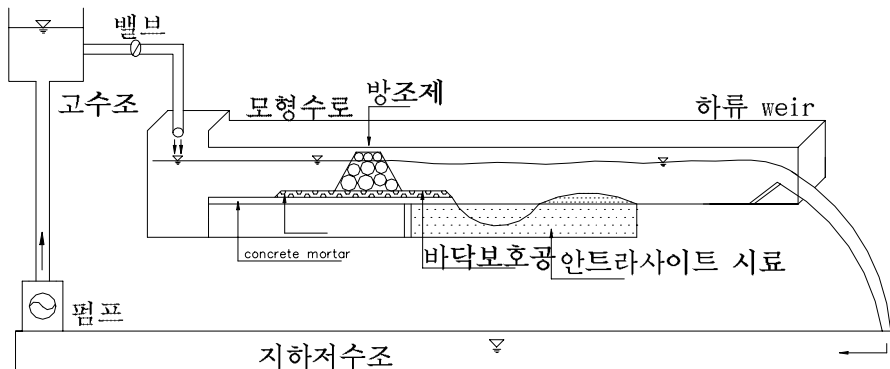 밸브
고수조
모형수로
방조제
하류 weir
concrete mortar
바닥보호공
안트라사이트 시료
펌프
지하저수조